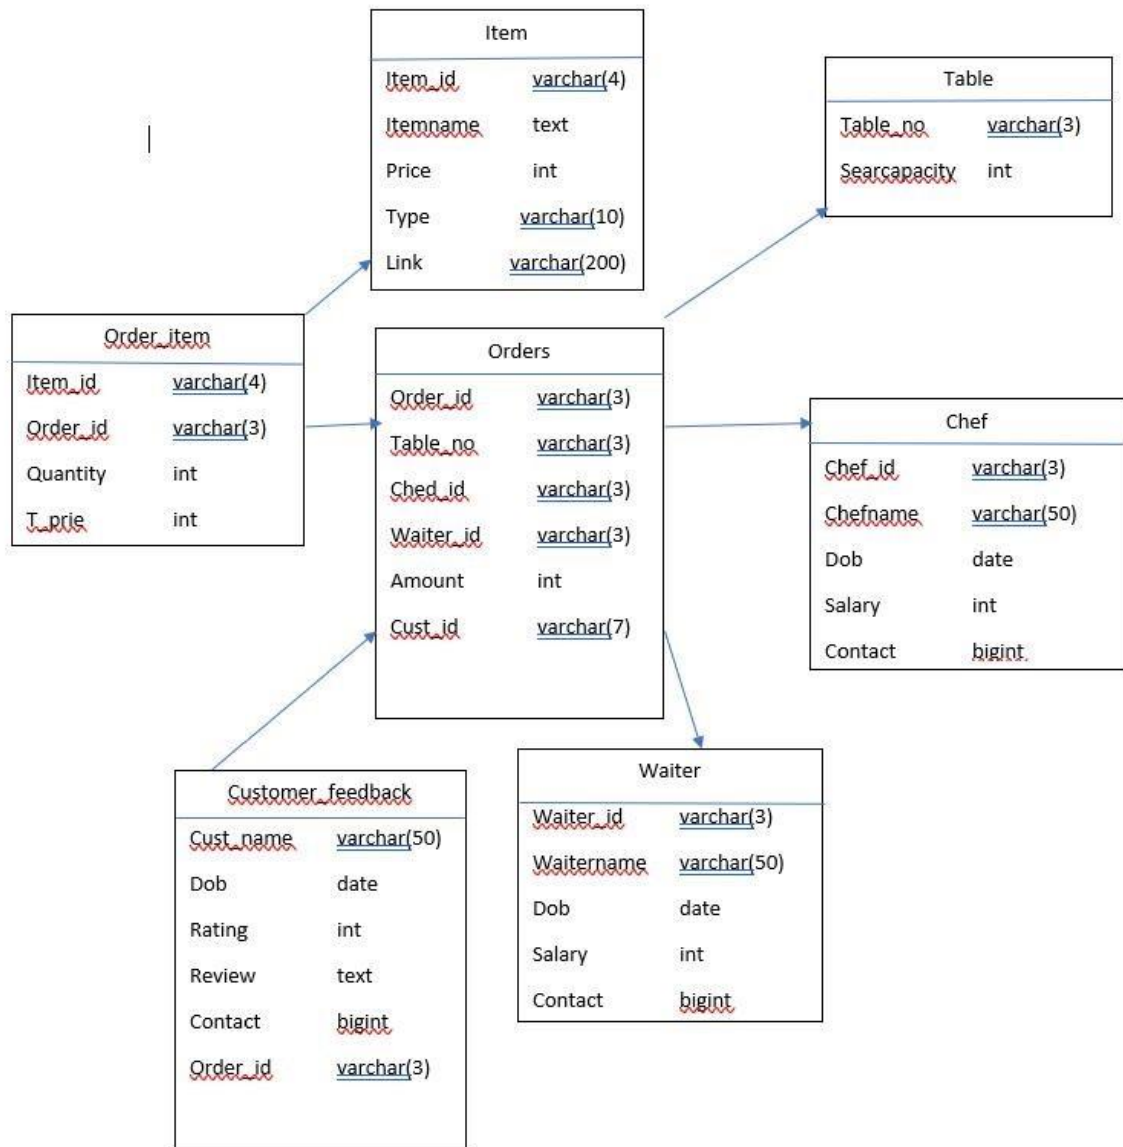 Item
Item_id varchar(4)
Itemname text
Price int
Type varchar(10)
Link varchar(200)
Table
Table_no varchar(3)
Searcapacity int
Order_item
Item_id varchar(4)
Order_id varchar(3)
Quantity int
T_prie int
Orders
Order_id varchar(3)
Table_no varchar(3)
Ched_id varchar(3)
Waiter_id varchar(3)
Amount int
Cust_id varchar(7)
Chef
Chef_id varchar(3)
Chefname varchar(50)
Dob date
Salary int
Contact bigint
Customer_feedback
Cust_name varchar(50)
Dob date
Rating int
Review text
Contact bigint
Order_id varchar(3)
Waiter
Waiter_id varchar(3)
Waitername varchar(50)
Dob date
Salary int
Contact bigint